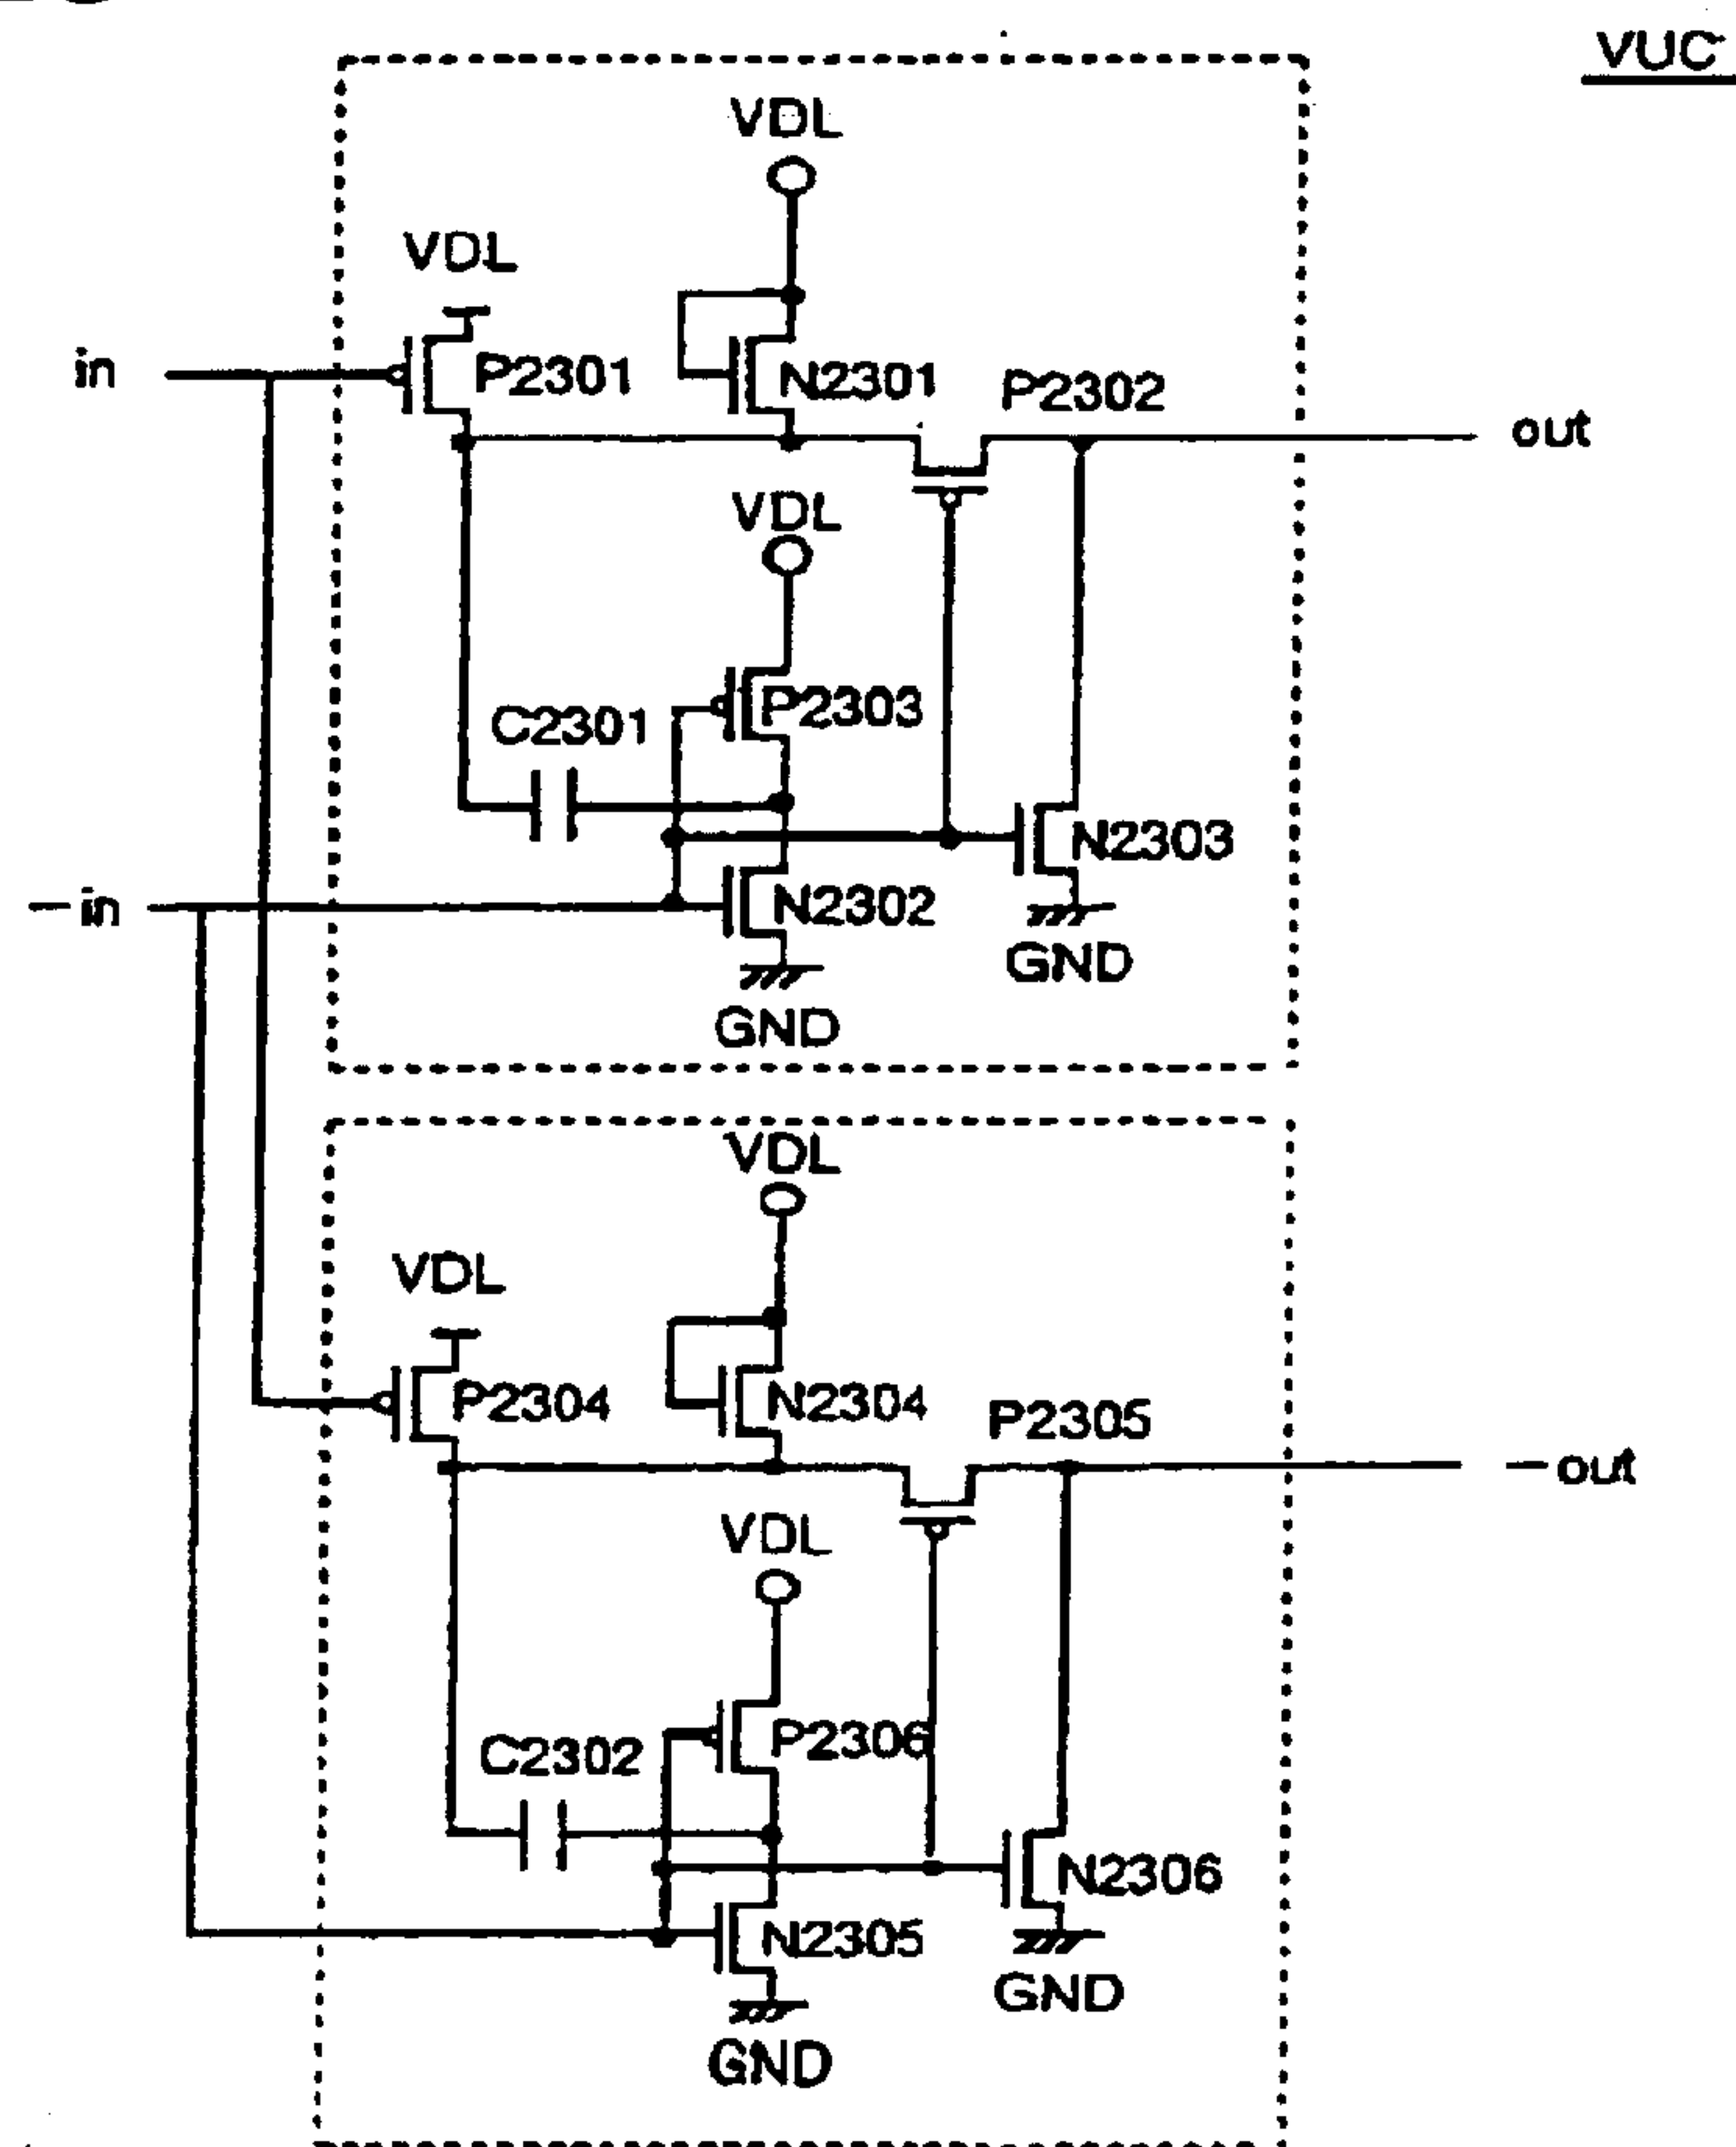 VUC
VDL
VDL
in
P2301
N2301
P2302
out
VDL
P2303
C2301
N2303
—in
N2302
GND
GND
VDL
VDL
P2304
N2304
P2305
—out
VDL
P2306
C2302
N2306
N2305
GND
GND